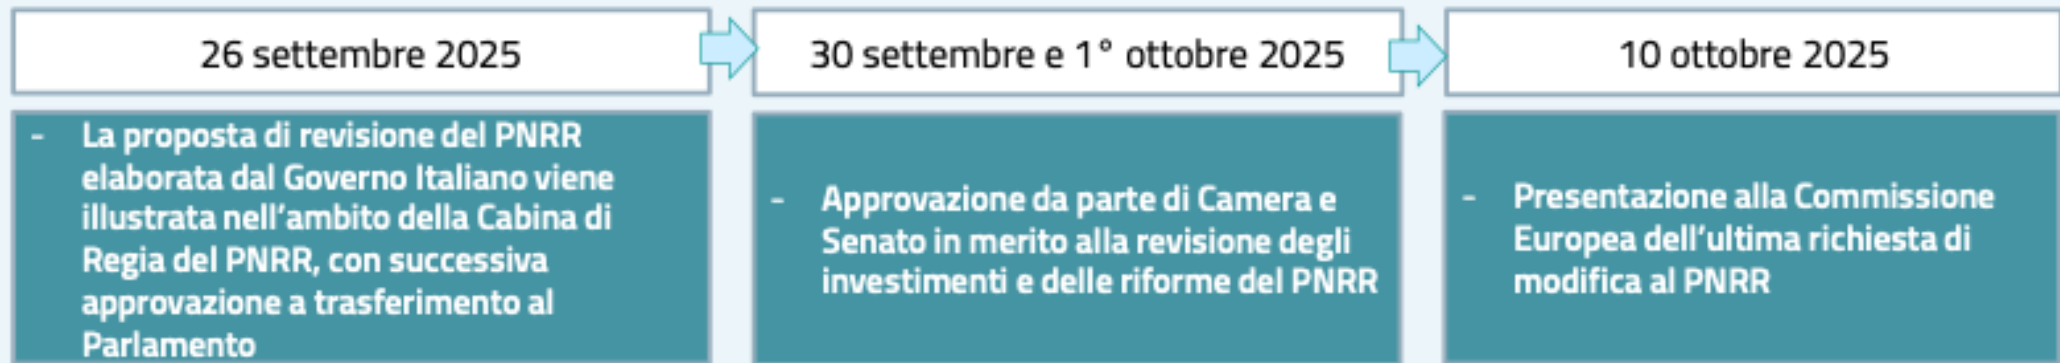 26 settembre 2025
- La proposta di revisione del PNRR
elaborata dal Governo Italiano viene
illustrata nell'ambito della Cabina di
Regia del PNRR, con successiva
approvazione a trasferimento al
Parlamento
30 settembre e 1° ottobre 2025
- Approvazione da parte di Camera e
Senato in merito alla revisione degli
investimenti e delle riforme del PNRR
10 ottobre 2025
- Presentazione alla Commissione
Europea dell'ultima richiesta di
modifica al PNRR